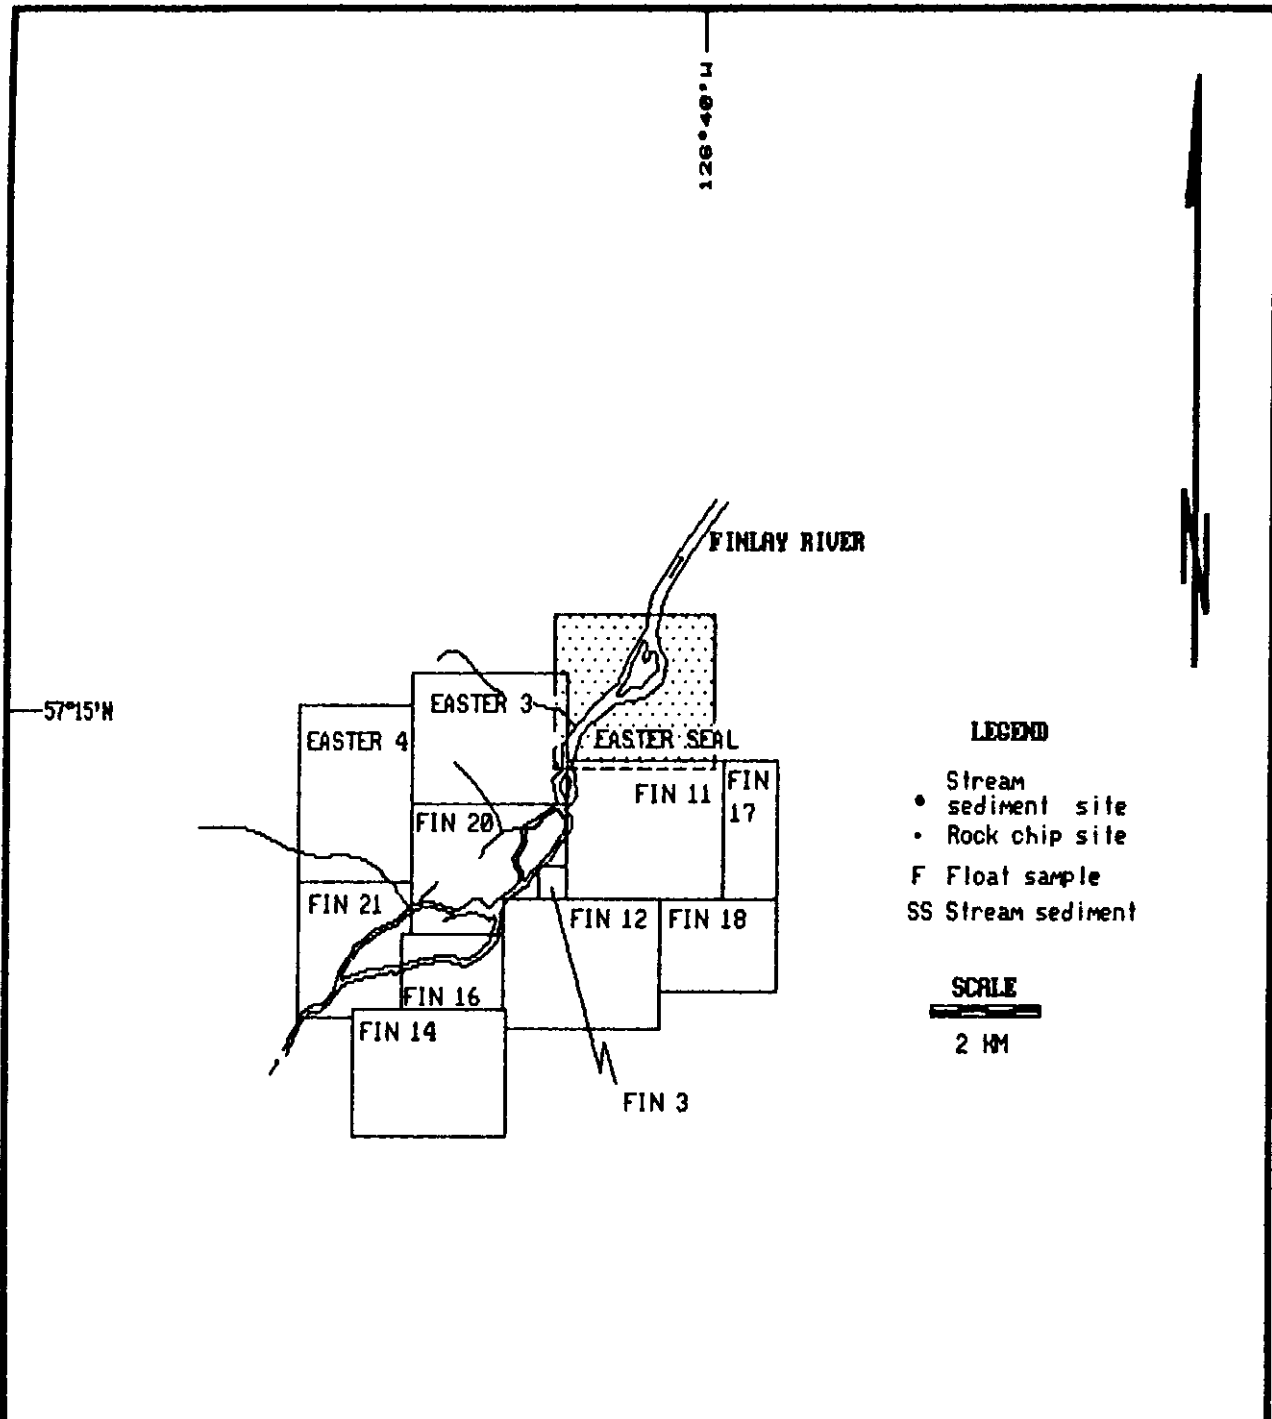 126°40'W
FINLAY RIVER
57°15'N
EASTER 3
EASTER 4
EASTER SEAL
FIN 11
FIN
17
FIN 20
FIN 21
FIN 12
FIN 18
FIN 16
FIN 14
FIN 3
N
LEGEND
Stream
sediment site
Rock chip site
F Float sample
SS Stream sediment
SCALE
2 KM